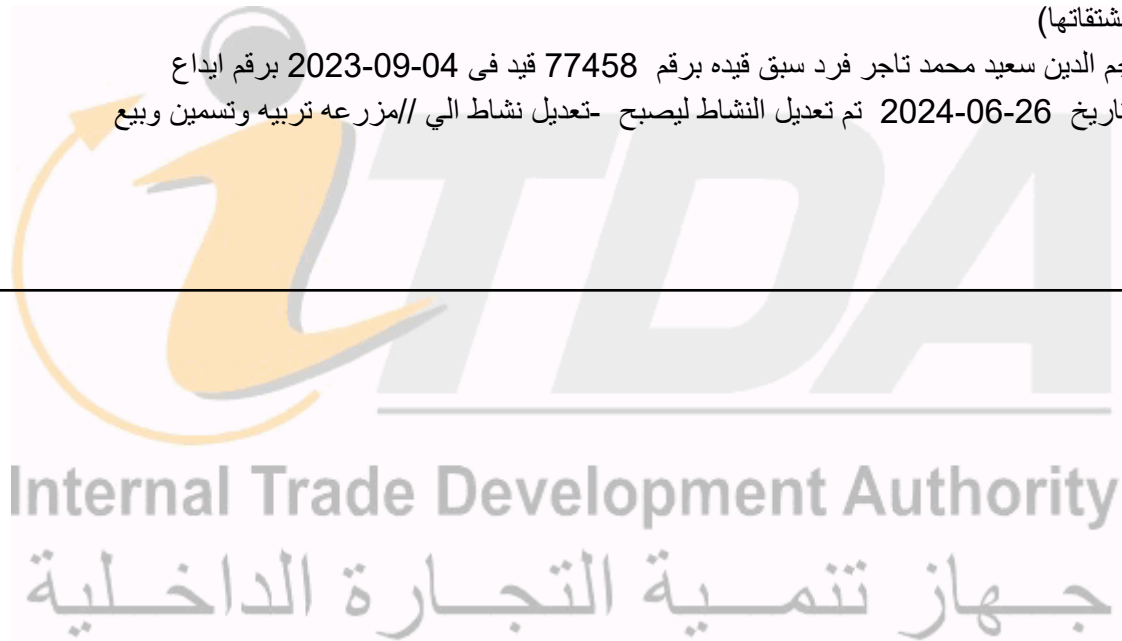 شتقاتها)
جم الدين سعيد محمد تاجر فرد سبق قيده برقم 77458 قيد فى 04-09-2023 برقم ايداع
تاريخ 26-06-2024 تم تعديل النشاط ليصبح -تعديل نشاط الي //مزرعه تربيه وتسمين وبيع
iTDA
Internal Trade Development Authority
جهاز تنمية التجارة الداخلية